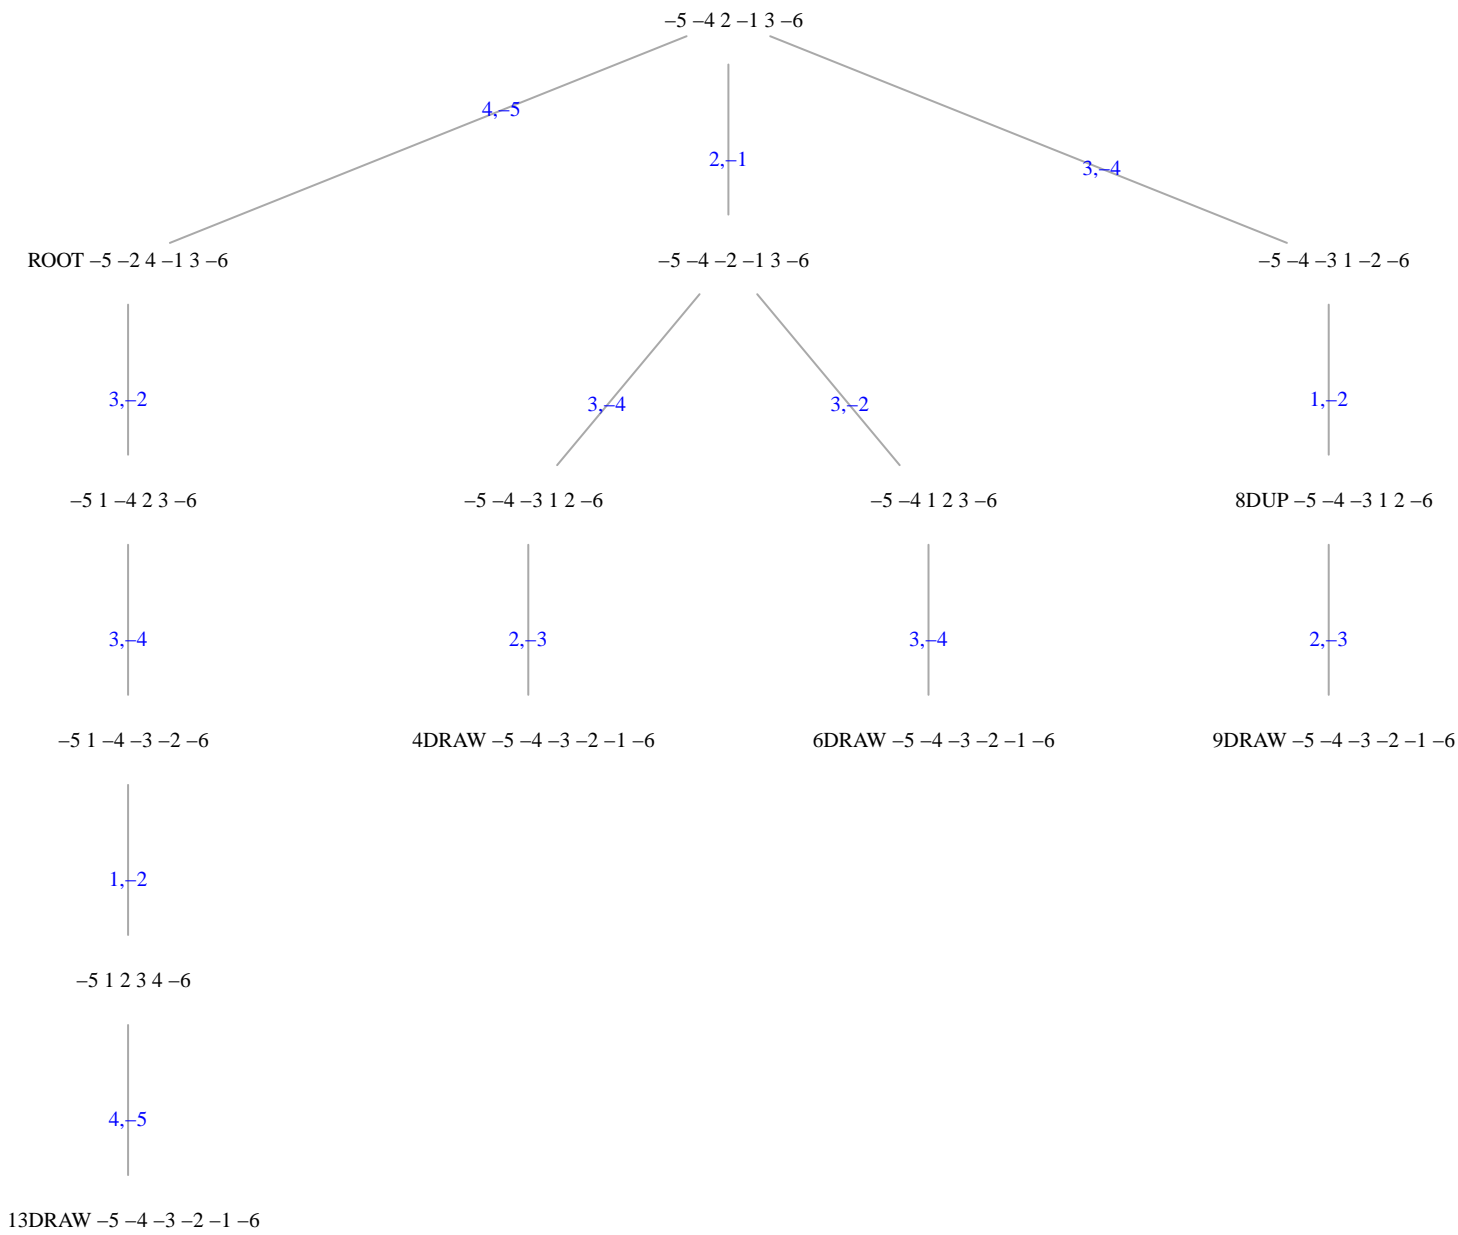 –5 –4 2 –1 3 –6
4,–5
2,–1
3,–4
ROOT –5 –2 4 –1 3 –6
–5 –4 –2 –1 3 –6
–5 –4 –3 1 –2 –6
3,–2
3,–4
3,–2
1,–2
–5 1 –4 2 3 –6
–5 –4 –3 1 2 –6
–5 –4 1 2 3 –6
8DUP –5 –4 –3 1 2 –6
3,–4
2,–3
3,–4
2,–3
–5 1 –4 –3 –2 –6
4DRAW –5 –4 –3 –2 –1 –6
6DRAW –5 –4 –3 –2 –1 –6
9DRAW –5 –4 –3 –2 –1 –6
1,–2
–5 1 2 3 4 –6
4,–5
13DRAW –5 –4 –3 –2 –1 –6